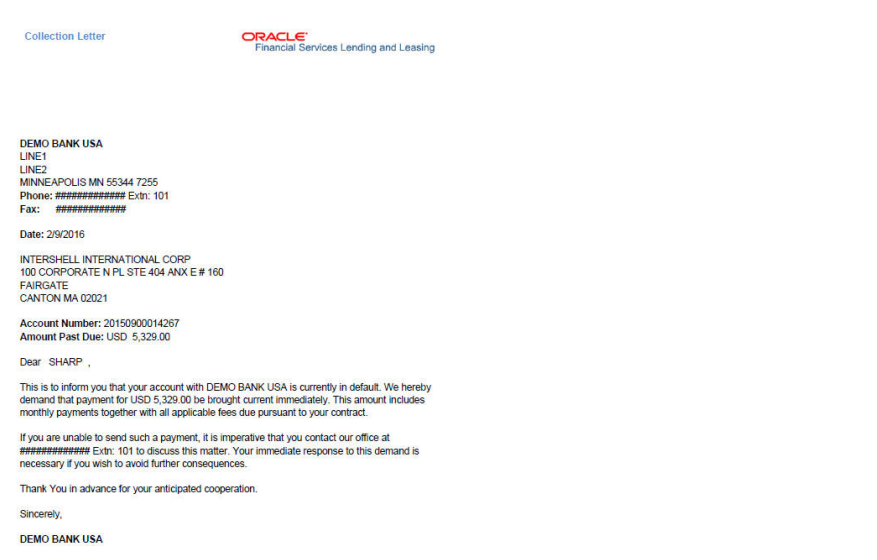 Collection Letter
ORACLE
Financial Services Lending and Leasing
DEMO BANK USA
LINE1
LINE2
MINNEAPOLIS MN 55344 7255
Phone: ############# Extn: 101
Fax: #############
Date: 2/9/2016
INTERSHELL INTERNATIONAL CORP
100 CORPORATE N PL STE 404 ANX E # 160
FAIRGATE
CANTON MA 02021
Account Number: 20150900014267
Amount Past Due: USD 5,329.00
Dear SHARP ,
This is to inform you that your account with DEMO BANK USA is currently in default. We hereby
demand that payment for USD 5,329.00 be brought current immediately. This amount includes
monthly payments together with all applicable fees due pursuant to your contract.
If you are unable to send such a payment, it is imperative that you contact our office at
############# Extn: 101 to discuss this matter. Your immediate response to this demand is
necessary if you wish to avoid further consequences.
Thank You in advance for your anticipated cooperation.
Sincerely,
DEMO BANK USA